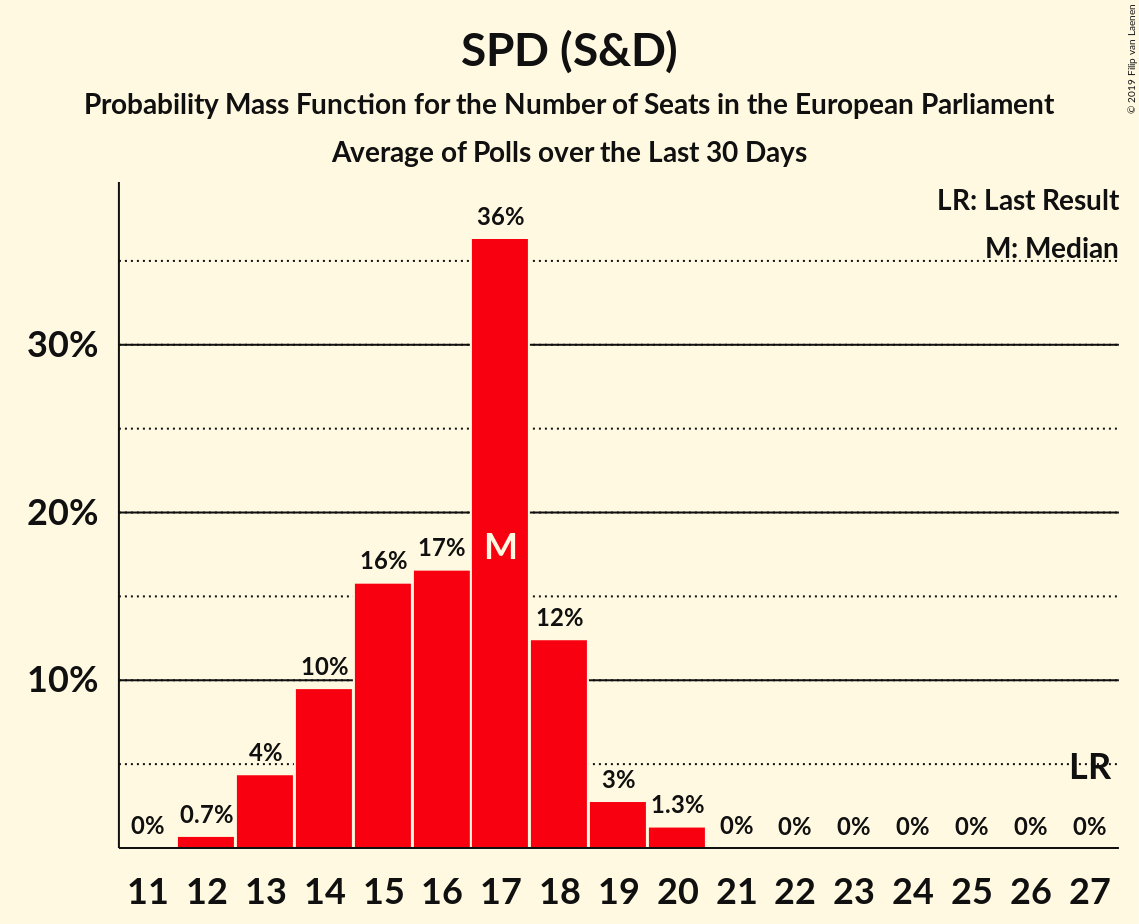 SPD (S&D)
Probability Mass Function for the Number of Seats in the European Parliament
Average of Polls over the Last 30 Days
© 2019 Filip van Laenen
LR: Last Result
M: Median
36%
30%
20%
10%
M
0%
0.7%
4%
10%
16%
17%
12%
3%
1.3%
0%
0%
0%
0%
0%
0%
0%
LR
11 12 13 14 15 16 17 18 19 20 21 22 23 24 25 26 27